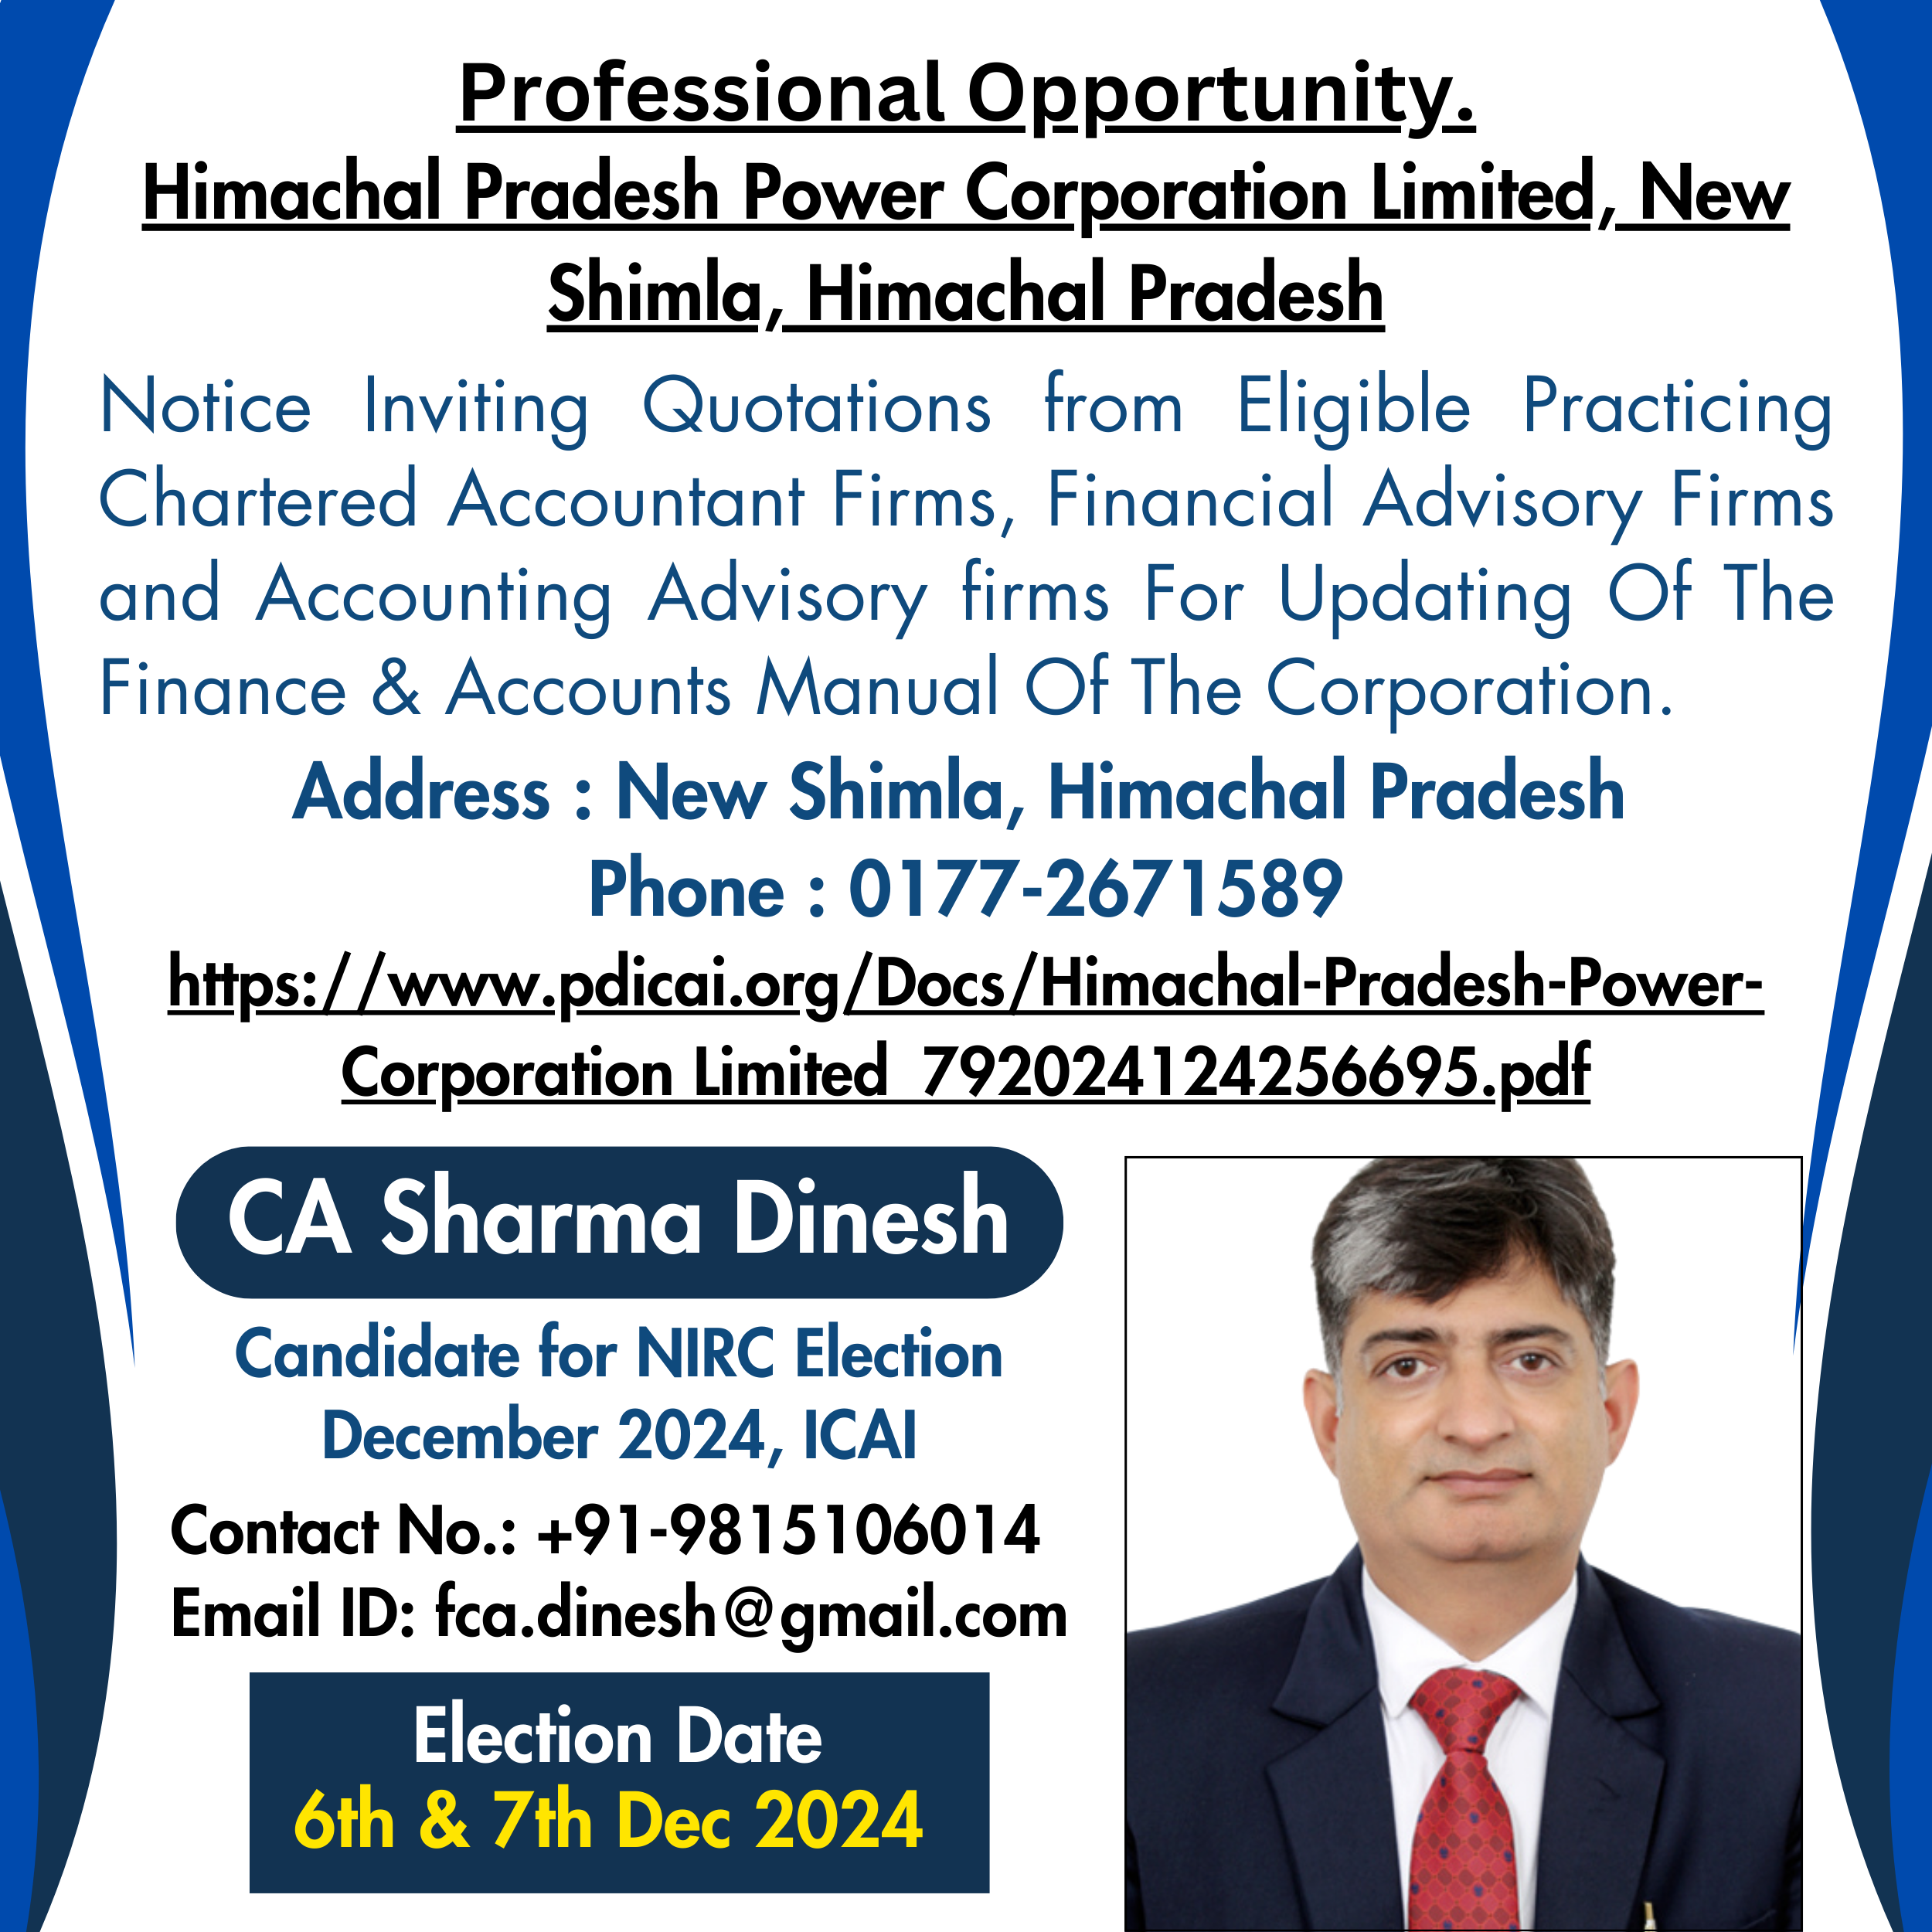 Professional Opportunity.
Himachal Pradesh Power Corporation Limited, New
Shimla, Himachal Pradesh
Notice Inviting Quotations from Eligible Practicing
Chartered Accountant Firms, Financial Advisory Firms
and Accounting Advisory firms For Updating Of The
Finance & Accounts Manual Of The Corporation.
Address : New Shimla, Himachal Pradesh
Phone : 0177-2671589
https://www.pdicai.org/Docs/Himachal-Pradesh-Power-
Corporation Limited_792024124256695.pdf
CA Sharma Dinesh
Candidate for NIRC Election
December 2024, ICAI
Contact No.: +91-9815106014
Email ID: fca.dinesh@gmail.com
Election Date
6th & 7th Dec 2024